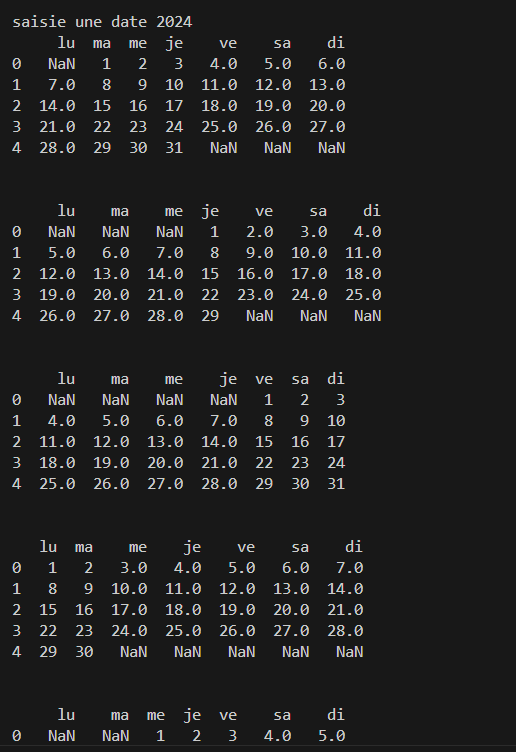 saisie une date 2024
lu ma me je ve sa di
0 NaN 1 2 3 4.0 5.0 6.0
1 7.0 8 9 10 11.0 12.0 13.0
2 14.0 15 16 17 18.0 19.0 20.0
3 21.0 22 23 24 25.0 26.0 27.0
4 28.0 29 30 31 NaN NaN NaN
lu ma me je ve sa di
0 NaN NaN NaN 1 2.0 3.0 4.0
1 5.0 6.0 7.0 8 9.0 10.0 11.0
2 12.0 13.0 14.0 15 16.0 17.0 18.0
3 19.0 20.0 21.0 22 23.0 24.0 25.0
4 26.0 27.0 28.0 29 NaN NaN NaN
lu ma me je ve sa di
0 NaN NaN NaN NaN 1 2 3
1 4.0 5.0 6.0 7.0 8 9 10
2 11.0 12.0 13.0 14.0 15 16 17
3 18.0 19.0 20.0 21.0 22 23 24
4 25.0 26.0 27.0 28.0 29 30 31
lu ma me je ve sa di
0 1 2 3.0 4.0 5.0 6.0 7.0
1 8 9 10.0 11.0 12.0 13.0 14.0
2 15 16 17.0 18.0 19.0 20.0 21.0
3 22 23 24.0 25.0 26.0 27.0 28.0
4 29 30 NaN NaN NaN NaN NaN
lu ma me je ve sa di
0 NaN NaN 1 2 3 4.0 5.0